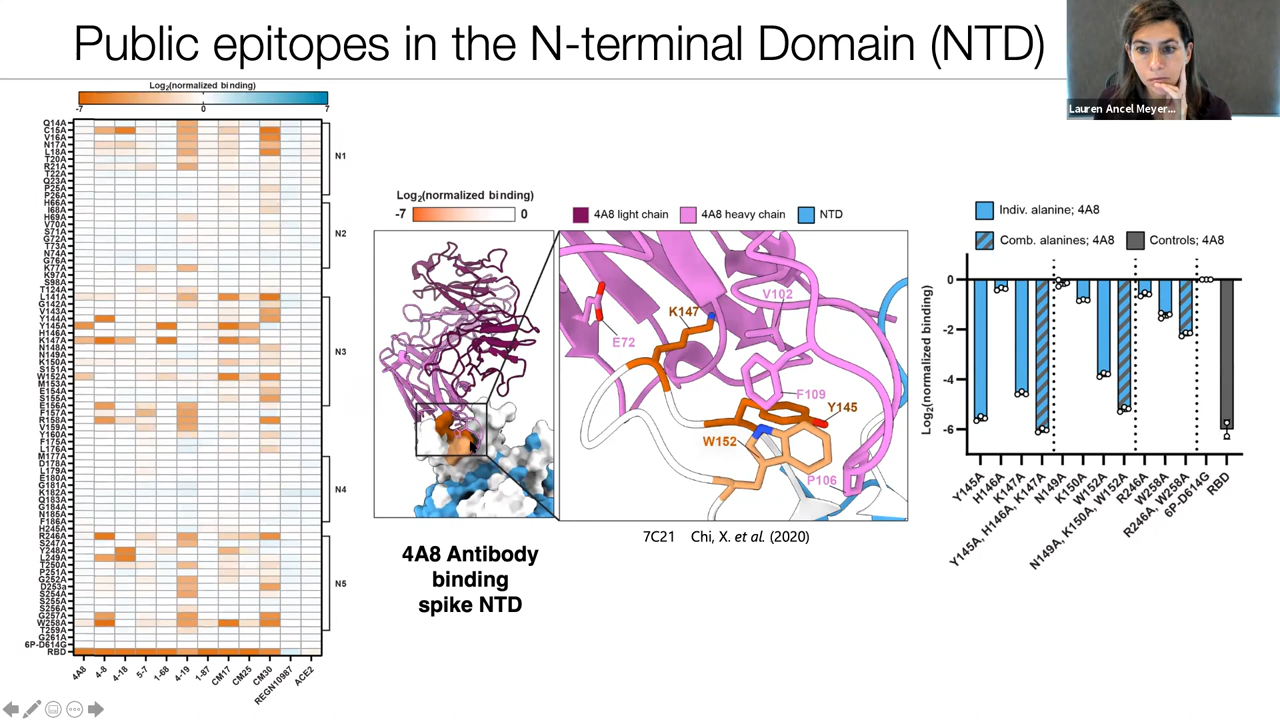 Public epitopes in the N-terminal Domain (NTD)
Lauren Ancel Meyer...
Log2(normalized binding)
-7 0 7
Q14A
C15A
V16A
N17A
L18A
T20A
R21A
T22A
Q23A
P25A
P26A
H66A
I68A
H69A
V70A
S71A
G72A
T73A
N74A
G76A
K77A
K97A
S98A
T124A
L141A
G142A
V143A
Y144A
Y145A
H146A
K147A
N148A
N149A
K150A
S151A
W152A
M153A
E154A
S155A
E156A
F157A
R158A
V159A
Y160A
F175A
L176A
M177A
D178A
L179A
E180A
G181A
K182A
Q183A
G184A
N185A
F186A
H245A
R246A
S247A
Y248A
L249A
T250A
P251A
G252A
D253a
S254A
S255A
S256A
G257A
W258A
T259A
G261A
6P-D614G
RBD
N1
N2
N3
N4
N5
4A8
4-8
4-18
5-7
1-68
4-19
1-87
CM17
CM25
CM30
REGN10987
ACE2
Log2(normalized binding)
-7 0
4A8 light chain
4A8 heavy chain
NTD
K147
V102
E72
F109
Y145
W152
P106
7C21 Chi, X. et al. (2020)
4A8 Antibody
binding
spike NTD
Indiv. alanine; 4A8
Comb. alanines; 4A8
Controls; 4A8
Log2(normalized binding)
0
-2
-4
-6
Y145A
H146A
K147A
Y145A, H146A, K147A
N149A
K150A
W152A
N149A, K150A, W152A
R246A
W258A
R246A, W258A
6P-D614G
RBD